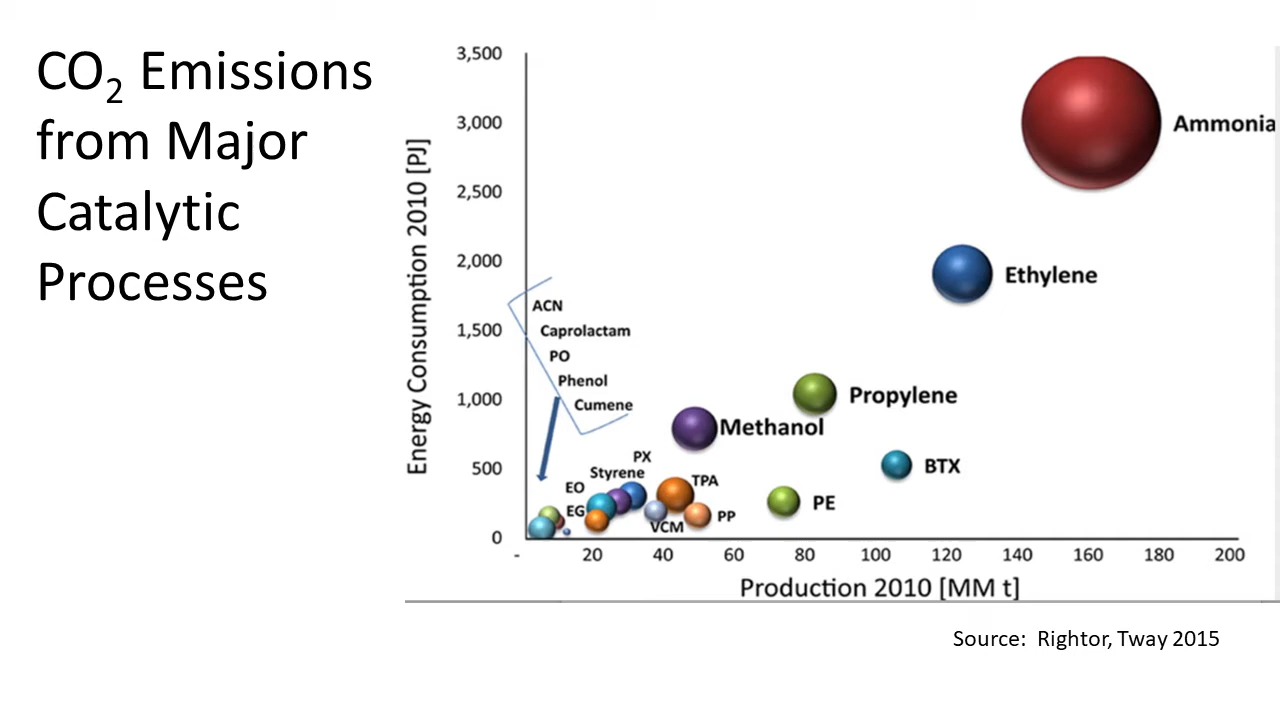 CO2 Emissions
from Major
Catalytic
Processes
Energy Consumption 2010 [PJ]
3,500
3,000
2,500
2,000
1,500
1,000
500
0
Ammonia
Ethylene
ACN
Caprolactam
PO
Phenol
Cumene
Propylene
Methanol
PX
Styrene
BTX
TPA
EO
EG
PE
PP
VCM
- 20 40 60 80 100 120 140 160 180 200
Production 2010 [MM t]
Source: Rightor, Tway 2015